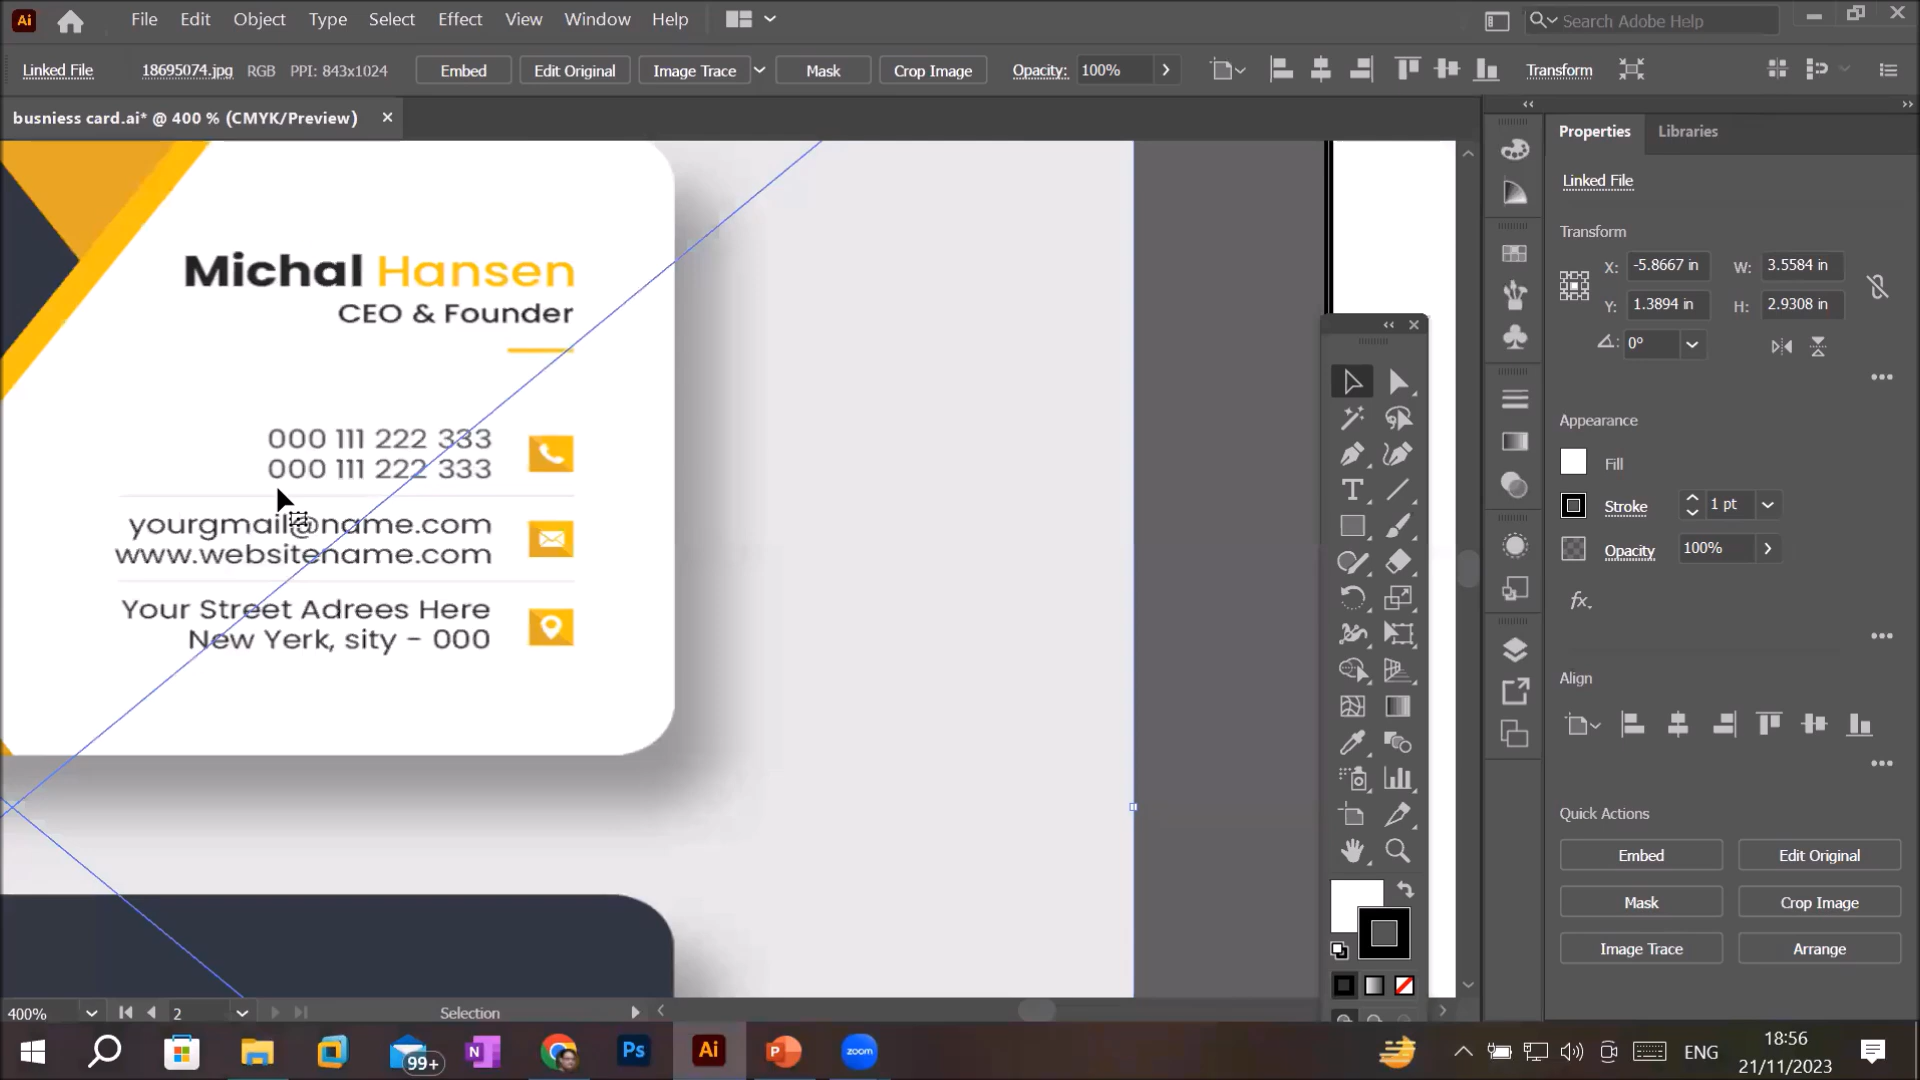 Ai File Edit Object Type Select Effect View Window Help Search Adobe Help
Linked File 18695074.jpg RGB PPI: 843x1024 Embed Edit Original Image Trace Mask Crop Image Opacity: 100% Transform
busniess card.ai* @ 400 % (CMYK/Preview)
Michal Hansen
CEO & Founder
000 111 222 333
000 111 222 333
yourgmail@name.com
www.websitename.com
Your Street Adrees Here
New Yerk, sity - 000
Properties Libraries
Linked File
Transform
X: -5.8667 in W: 3.5584 in
Y: 1.3894 in H: 2.9308 in
0°
Appearance
Fill
Stroke 1 pt
Opacity 100%
fx.
Align
Quick Actions
Embed Edit Original
Mask Crop Image
Image Trace Arrange
400% 2 Selection
99+ N Ps Ai P zoom ENG 18:56
21/11/2023